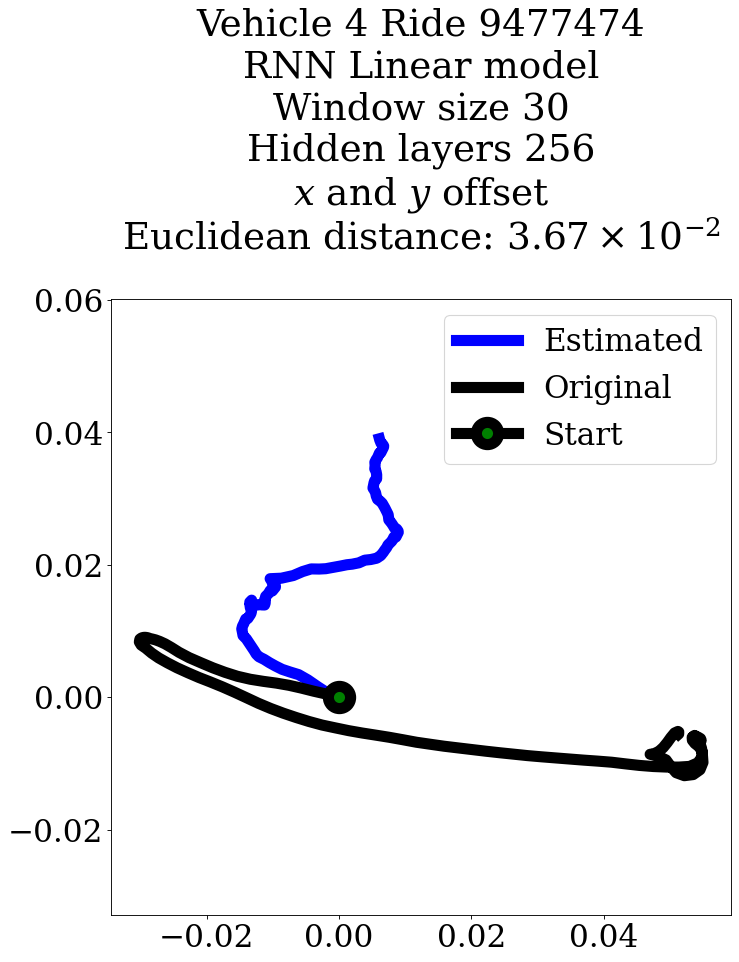 Vehicle 4 Ride 9477474
RNN Linear model
Window size 30
Hidden layers 256
x and y offset
Euclidean distance: 3.67 × 10⁻²
0.06
Estimated
Original
0.04
Start
0.02
0.00
−0.02
−0.02 0.00 0.02 0.04